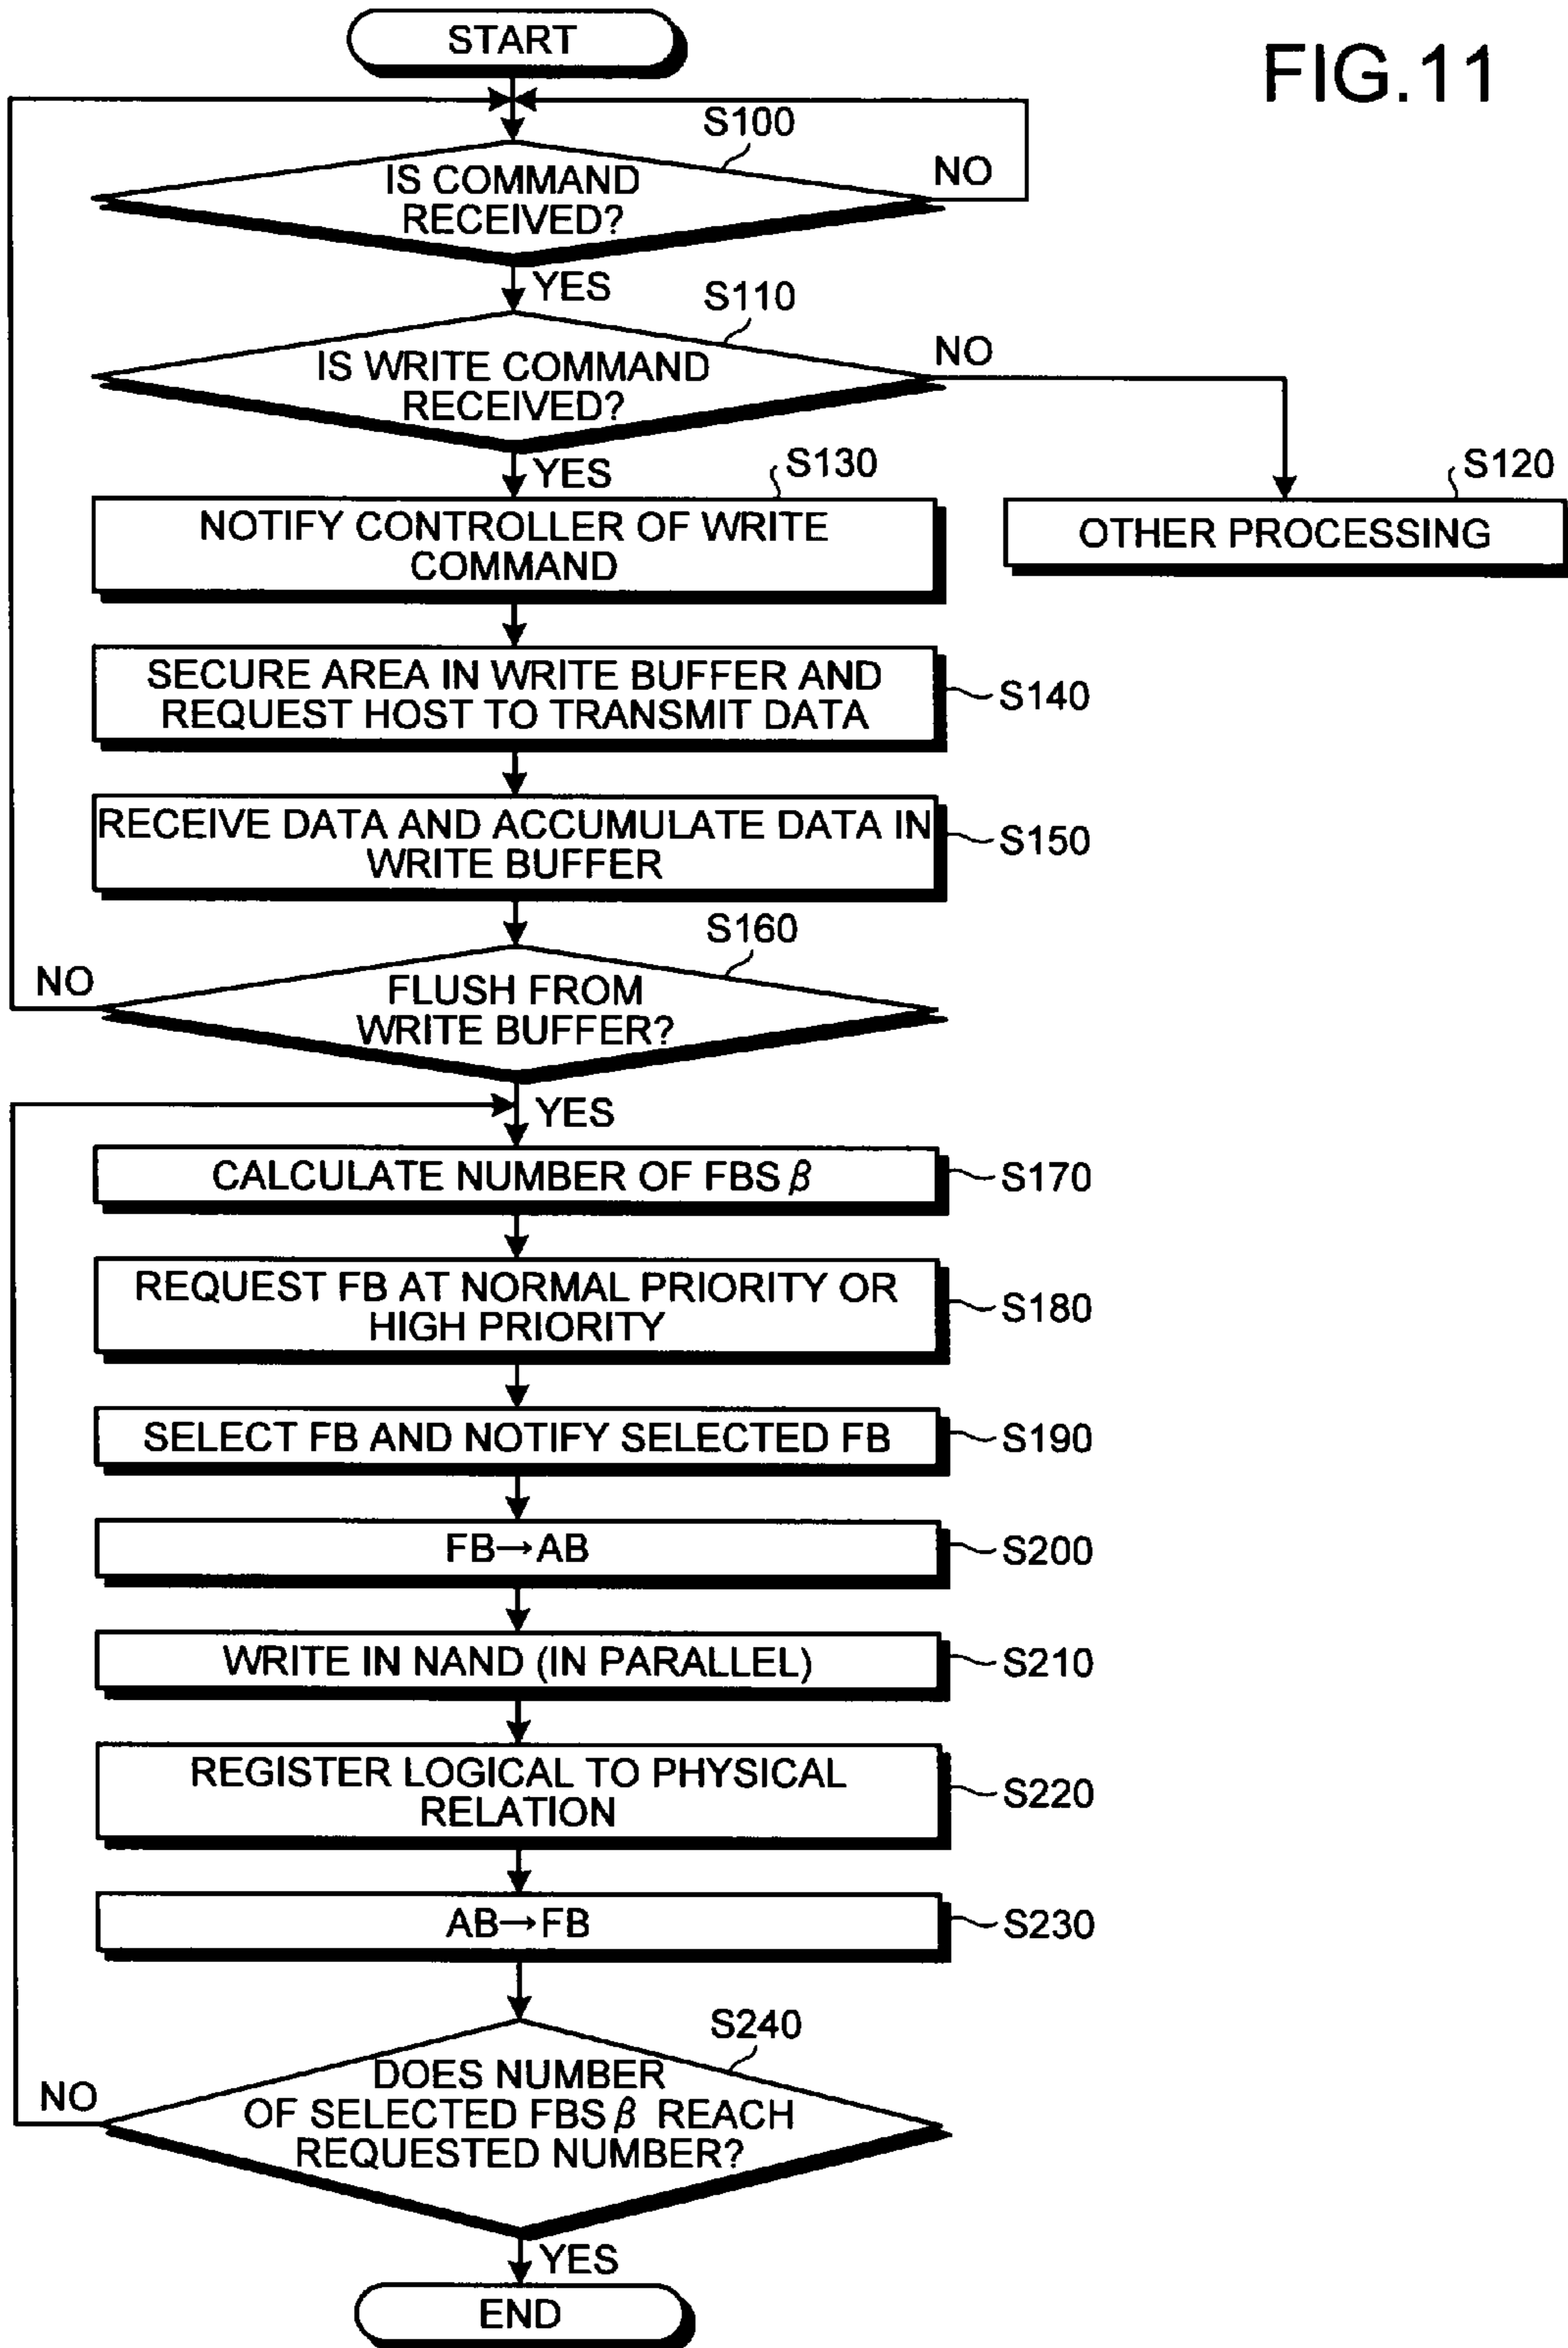 FIG.11
START
S100
IS COMMAND
RECEIVED?
NO
YES
S110
IS WRITE COMMAND
RECEIVED?
NO
YES
S130
NOTIFY CONTROLLER OF WRITE
COMMAND
S120
OTHER PROCESSING
SECURE AREA IN WRITE BUFFER AND
REQUEST HOST TO TRANSMIT DATA
S140
RECEIVE DATA AND ACCUMULATE DATA IN
WRITE BUFFER
S150
S160
NO
FLUSH FROM
WRITE BUFFER?
YES
CALCULATE NUMBER OF FBS β
S170
REQUEST FB AT NORMAL PRIORITY OR
HIGH PRIORITY
S180
SELECT FB AND NOTIFY SELECTED FB
S190
FB→AB
S200
WRITE IN NAND (IN PARALLEL)
S210
REGISTER LOGICAL TO PHYSICAL
RELATION
S220
AB→FB
S230
S240
NO
DOES NUMBER
OF SELECTED FBS β REACH
REQUESTED NUMBER?
YES
END